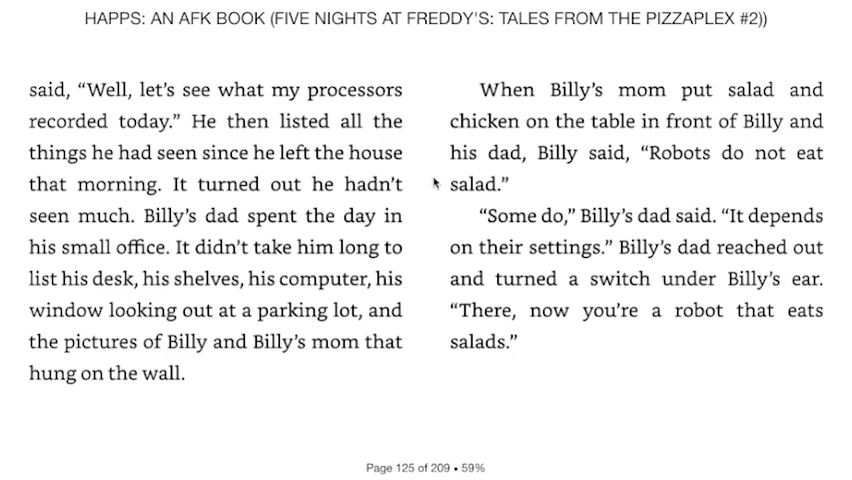 HAPPS: AN AFK BOOK (FIVE NIGHTS AT FREDDY'S: TALES FROM THE PIZZAPLEX #2))
said, “Well, let’s see what my processors
recorded today.” He then listed all the
things he had seen since he left the house
that morning. It turned out he hadn’t
seen much. Billy’s dad spent the day in
his small office. It didn’t take him long to
list his desk, his shelves, his computer, his
window looking out at a parking lot, and
the pictures of Billy and Billy’s mom that
hung on the wall.
When Billy’s mom put salad and
chicken on the table in front of Billy and
his dad, Billy said, “Robots do not eat
salad.”
“Some do,” Billy’s dad said. “It depends
on their settings.” Billy’s dad reached out
and turned a switch under Billy’s ear.
“There, now you’re a robot that eats
salads.”
Page 125 of 209 • 59%